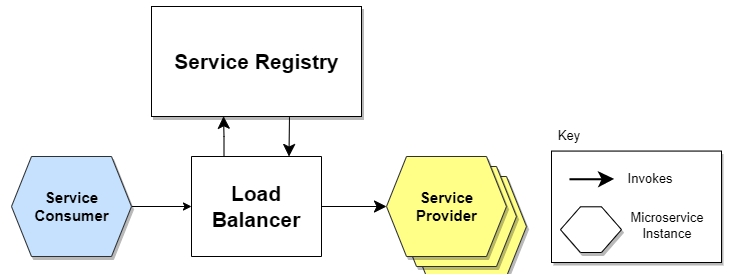 Service Registry
Service
Consumer
Load
Balancer
Service
Provider
Key
Invokes
Microservice
Instance